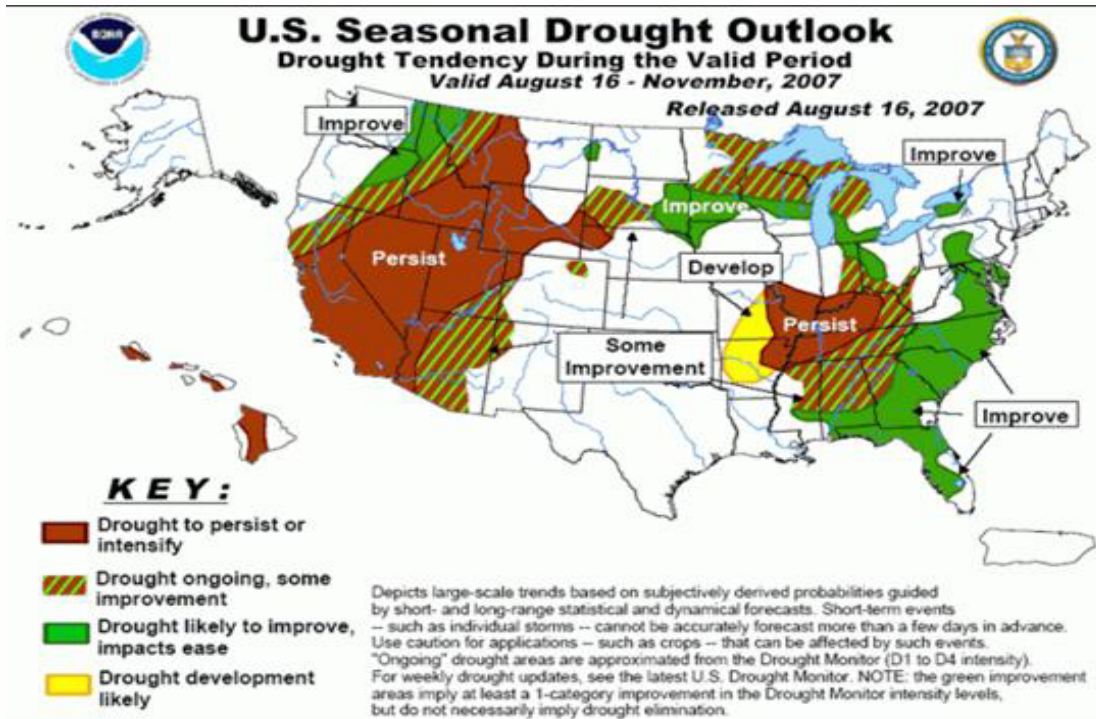 U.S. Seasonal Drought Outlook
Drought Tendency During the Valid Period
Valid August 16 - November, 2007
Released August 16, 2007
Improve
Improve
Improve
Persist
Develop
Persist
Some
Improvement
Improve
KEY:
Drought to persist or
intensify
Drought ongoing, some
improvement
Drought likely to improve,
impacts ease
Drought development
likely
Depicts large-scale trends based on subjectively derived probabilities guided
by short- and long-range statistical and dynamical forecasts. Short-term events
-- such as individual storms -- cannot be accurately forecast more than a few days in advance.
Use caution for applications -- such as crops -- that can be affected by such events.
"Ongoing" drought areas are approximated from the Drought Monitor (D1 to D4 intensity).
For weekly drought updates, see the latest U.S. Drought Monitor. NOTE: the green improvement
areas imply at least a 1-category improvement in the Drought Monitor intensity levels,
but do not necessarily imply drought elimination.